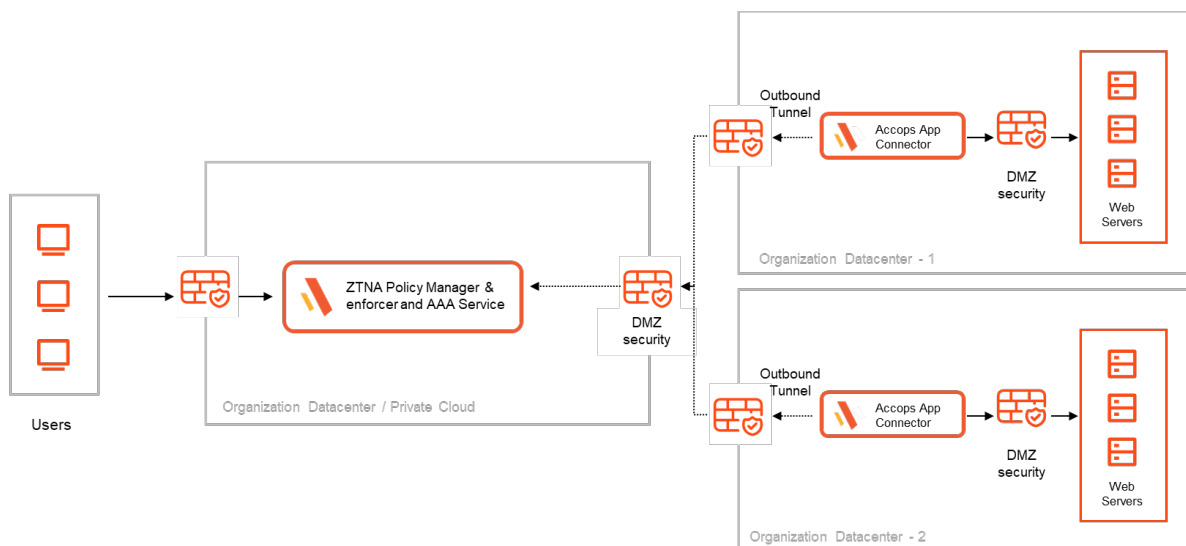 Users
ZTNA Policy Manager &
enforcer and AAA Service
DMZ
security
Organization Datacenter / Private Cloud
Outbound
Tunnel
Accops App
Connector
DMZ
security
Web
Servers
Organization Datacenter - 1
Outbound
Tunnel
Accops App
Connector
DMZ
security
Web
Servers
Organization Datacenter - 2